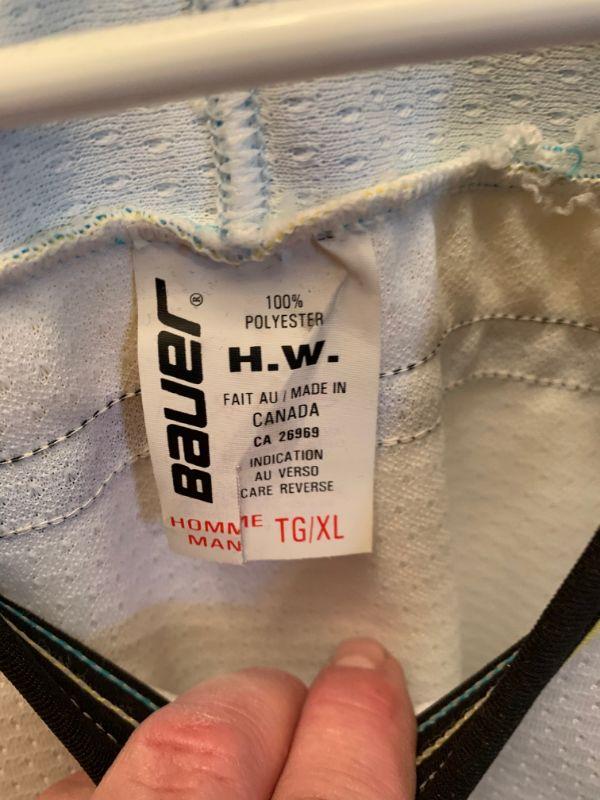 BAUER®
100%
POLYESTER
H.W.
FAIT AU / MADE IN
CANADA
CA 26969
INDICATION
AU VERSO
CARE REVERSE
HOMME
MAN
TG/XL